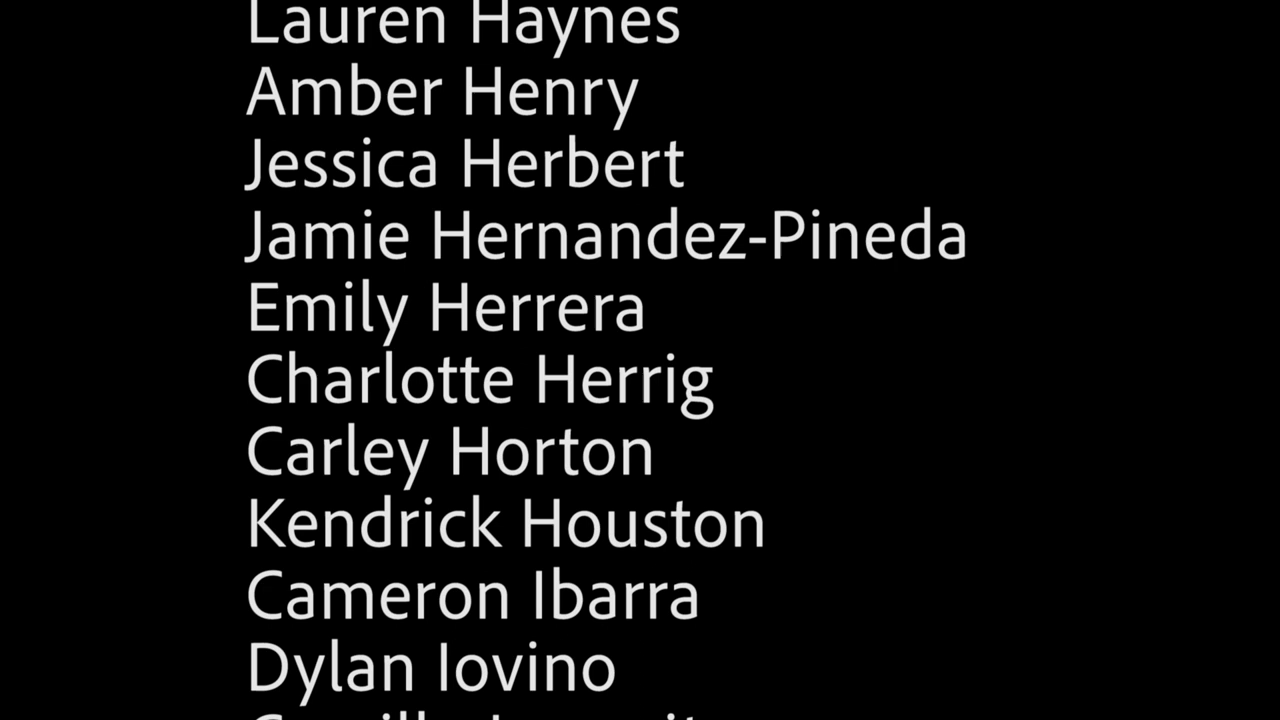 Lauren Haynes
Amber Henry
Jessica Herbert
Jamie Hernandez-Pineda
Emily Herrera
Charlotte Herrig
Carley Horton
Kendrick Houston
Cameron Ibarra
Dylan Iovino